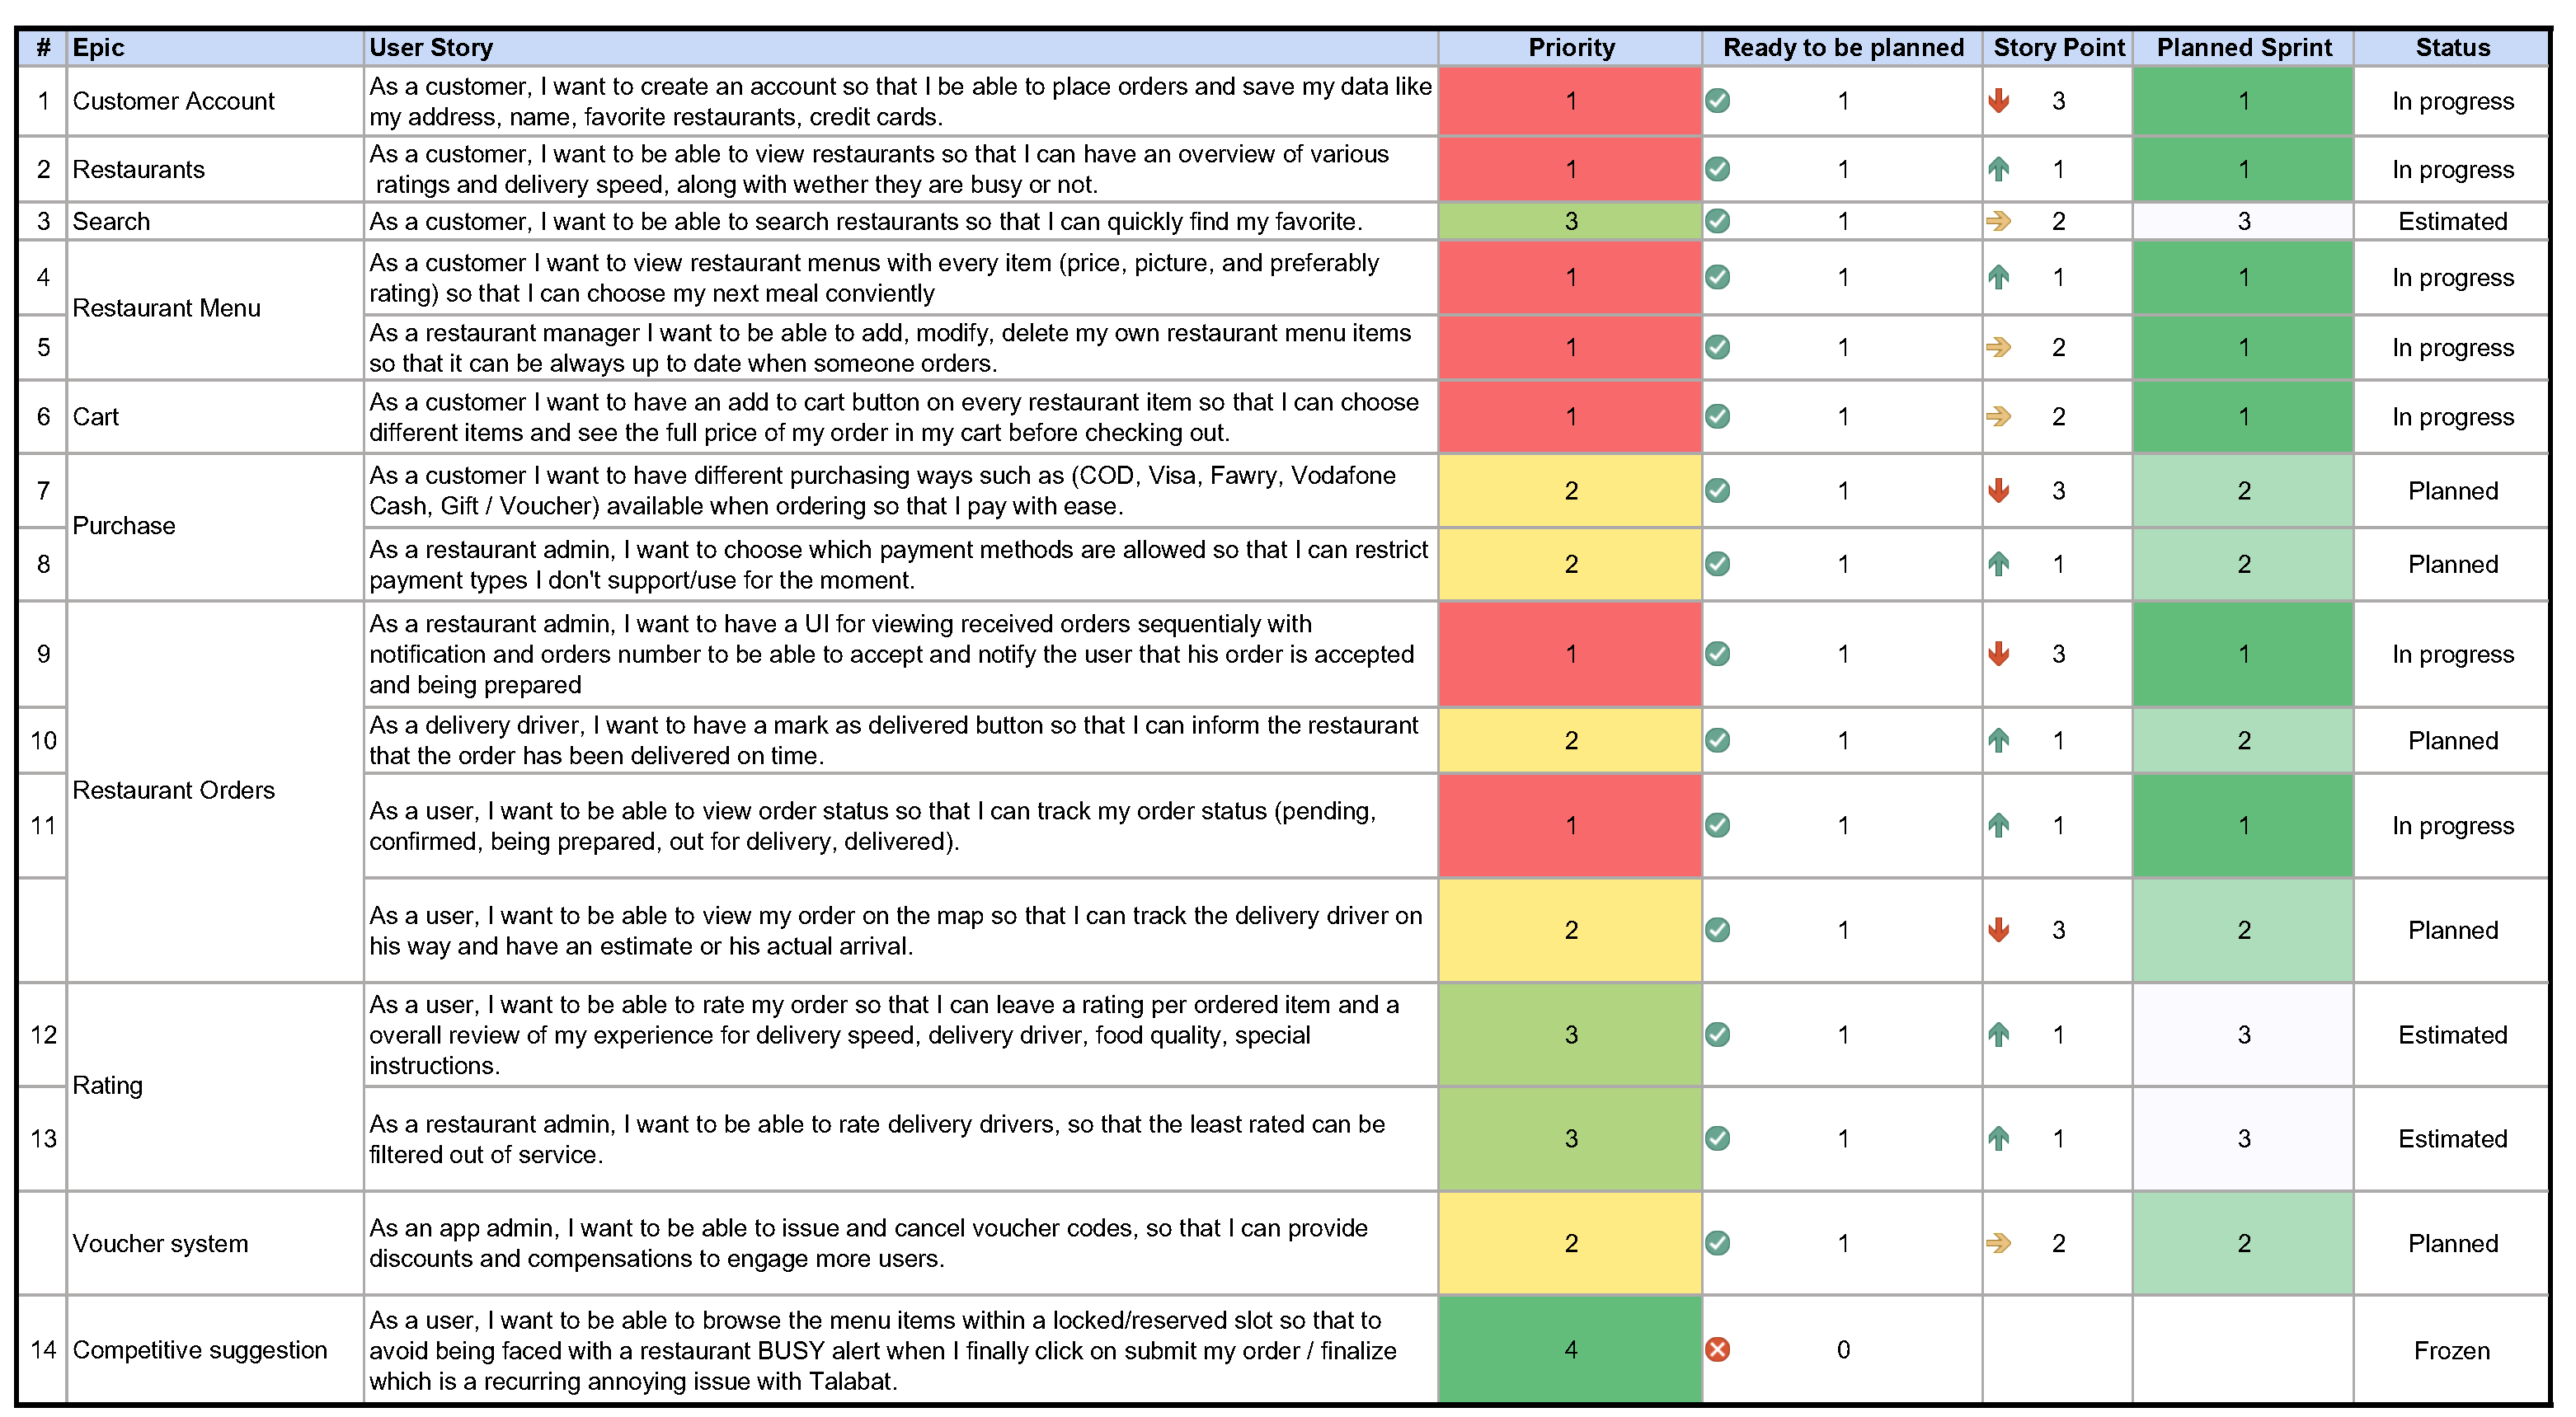 # Epic User Story Priority Ready to be planned Story Point Planned Sprint Status
1 Customer Account As a customer, I want to create an account so that I be able to place orders and save my data like
my address, name, favorite restaurants, credit cards. 1 1 3 1 In progress
2 Restaurants As a customer, I want to be able to view restaurants so that I can have an overview of various
ratings and delivery speed, along with wether they are busy or not. 1 1 1 1 In progress
3 Search As a customer, I want to be able to search restaurants so that I can quickly find my favorite. 3 1 2 3 Estimated
4 Restaurant Menu As a customer I want to view restaurant menus with every item (price, picture, and preferably
rating) so that I can choose my next meal conviently 1 1 1 1 In progress
5 As a restaurant manager I want to be able to add, modify, delete my own restaurant menu items
so that it can be always up to date when someone orders. 1 1 2 1 In progress
6 Cart As a customer I want to have an add to cart button on every restaurant item so that I can choose
different items and see the full price of my order in my cart before checking out. 1 1 2 1 In progress
7 Purchase As a customer I want to have different purchasing ways such as (COD, Visa, Fawry, Vodafone
Cash, Gift / Voucher) available when ordering so that I pay with ease. 2 1 3 2 Planned
8 As a restaurant admin, I want to choose which payment methods are allowed so that I can restrict
payment types I don't support/use for the moment. 2 1 1 2 Planned
9 Restaurant Orders As a restaurant admin, I want to have a UI for viewing received orders sequentialy with
notification and orders number to be able to accept and notify the user that his order is accepted
and being prepared 1 1 3 1 In progress
10 As a delivery driver, I want to have a mark as delivered button so that I can inform the restaurant
that the order has been delivered on time. 2 1 1 2 Planned
11 As a user, I want to be able to view order status so that I can track my order status (pending,
confirmed, being prepared, out for delivery, delivered). 1 1 1 1 In progress
As a user, I want to be able to view my order on the map so that I can track the delivery driver on
his way and have an estimate or his actual arrival. 2 1 3 2 Planned
12 Rating As a user, I want to be able to rate my order so that I can leave a rating per ordered item and a
overall review of my experience for delivery speed, delivery driver, food quality, special
instructions. 3 1 1 3 Estimated
13 As a restaurant admin, I want to be able to rate delivery drivers, so that the least rated can be
filtered out of service. 3 1 1 3 Estimated
Voucher system As an app admin, I want to be able to issue and cancel voucher codes, so that I can provide
discounts and compensations to engage more users. 2 1 2 2 Planned
14 Competitive suggestion As a user, I want to be able to browse the menu items within a locked/reserved slot so that to
avoid being faced with a restaurant BUSY alert when I finally click on submit my order / finalize
which is a recurring annoying issue with Talabat. 4 0 Frozen